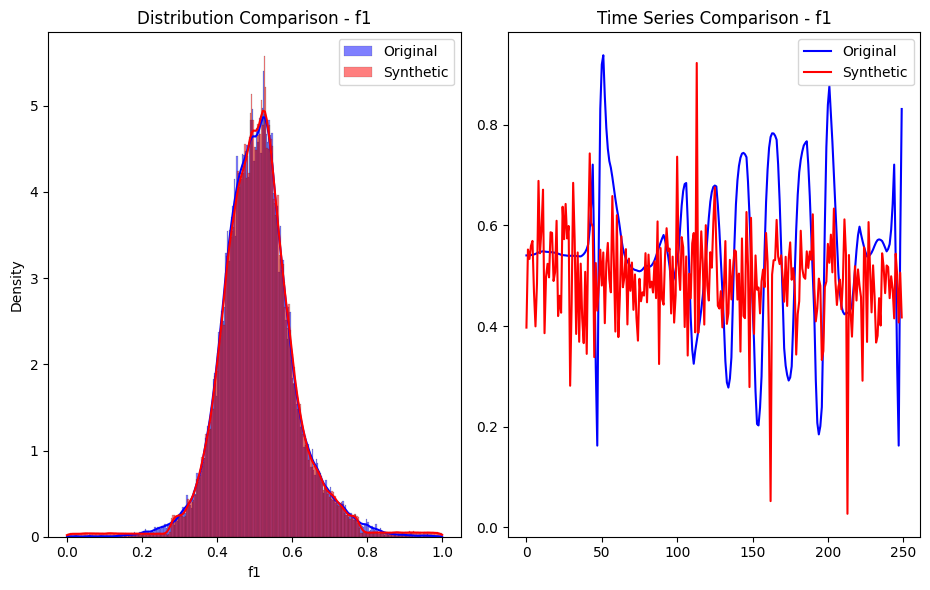 Distribution Comparison - f1
Original
Synthetic
Density
5
4
3
2
1
0
0.0 0.2 0.4 0.6 0.8 1.0
f1
Time Series Comparison - f1
Original
Synthetic
0.8
0.6
0.4
0.2
0.0
0 50 100 150 200 250